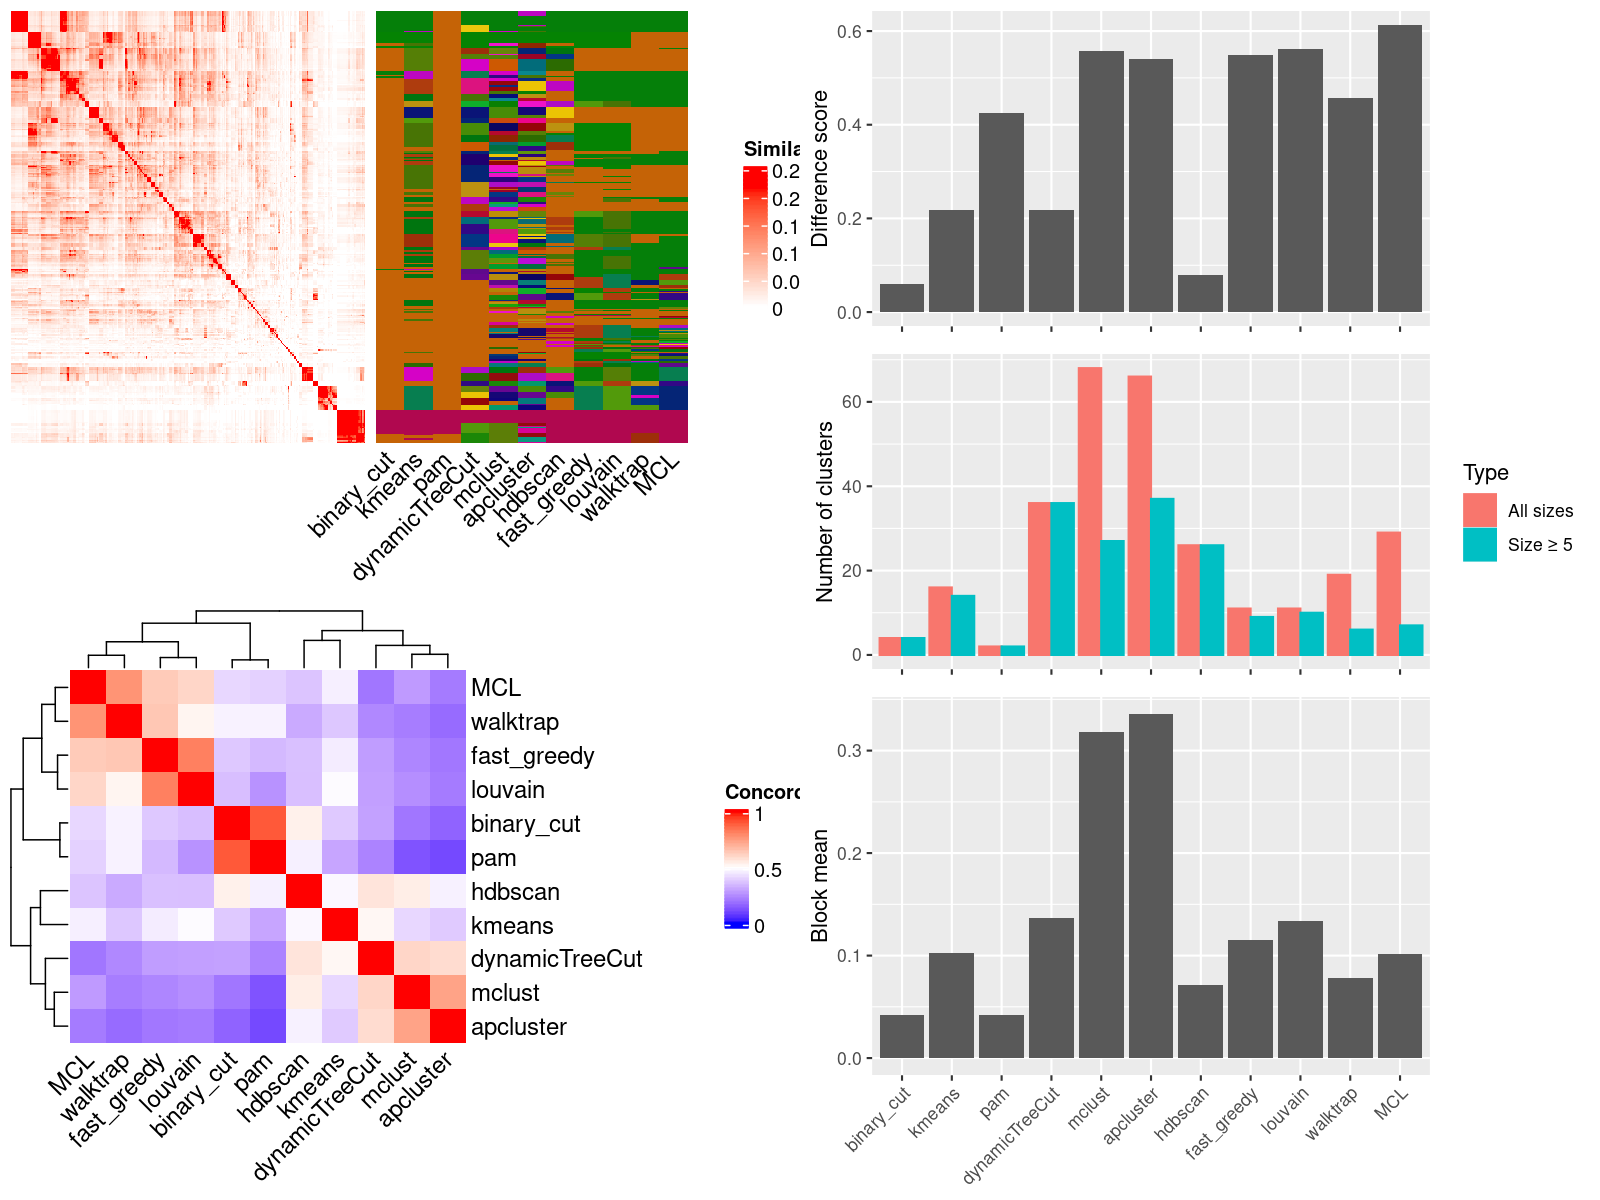 Simila
0.2
0.2
0.1
0.1
0.0
0
binary_cut
kmeans
pam
dynamicTreeCut
mclust
apcluster
hdbscan
fast_greedy
louvain
walktrap
MCL
MCL
walktrap
fast_greedy
louvain
binary_cut
pam
hdbscan
kmeans
dynamicTreeCut
mclust
apcluster
MCL
walktrap
fast_greedy
louvain
binary_cut
pam
hdbscan
kmeans
dynamicTreeCut
mclust
apcluster
Concord
1
0.5
0
Difference score
0.6
0.4
0.2
0.0
Number of clusters
60
40
20
0
Type
All sizes
Size ≥ 5
Block mean
0.3
0.2
0.1
0.0
binary_cut
kmeans
pam
dynamicTreeCut
mclust
apcluster
hdbscan
fast_greedy
louvain
walktrap
MCL